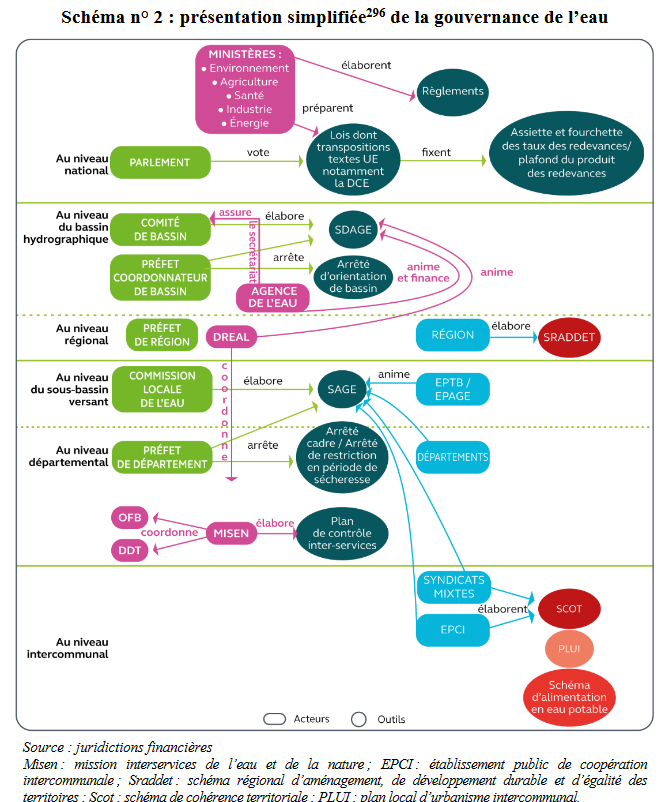 Schéma n° 2 : présentation simplifiée296 de la gouvernance de l'eau
MINISTÈRES :
● Environnement
● Agriculture
● Santé
● Industrie
● Énergie
élaborent
Règlements
préparent
Au niveau
national
PARLEMENT
vote
Lois dont
transpositions
textes UE
notamment
la DCE
fixent
Assiette et fourchette
des taux des redevances/
plafond du produit
des redevances
Au niveau
du bassin
hydrographique
COMITÉ
DE BASSIN
assure
le secrétariat
élabore
SDAGE
PRÉFET
COORDONNATEUR
DE BASSIN
arrête
Arrêté
d'orientation
de bassin
AGENCE
DE L'EAU
anime
et finance
anime
Au niveau
régional
PRÉFET
DE RÉGION
DREAL
RÉGION
élabore
SRADDET
Au niveau
du sous-bassin
versant
COMMISSION
LOCALE
DE L'EAU
coordonne
élabore
SAGE
anime
EPTB /
EPAGE
Au niveau
départemental
PRÉFET
DE DÉPARTEMENT
arrête
Arrêté
cadre / Arrêté
de restriction
en période de
sécheresse
DÉPARTEMENTS
OFB
coordonne
DDT
MISEN
élabore
Plan
de contrôle
inter-services
Au niveau
intercommunal
SYNDICATS
MIXTES
élaborent
EPCI
SCOT
PLUI
Schéma
d'alimentation
en eau potable
Acteurs
Outils
Source : juridictions financières
Misen : mission interservices de l'eau et de la nature ; EPCI : établissement public de coopération
intercommunale ; Sraddet : schéma régional d'aménagement, de développement durable et d'égalité des
territoires ; Scot : schéma de cohérence territoriale ; PLUI : plan local d'urbanisme intercommunal.